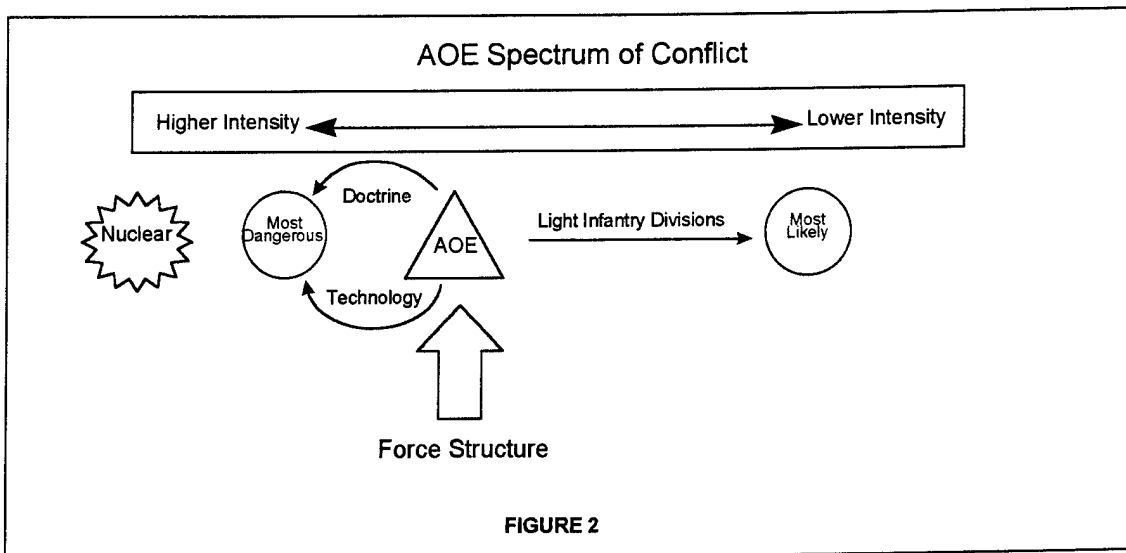 AOE Spectrum of Conflict
Higher Intensity
Lower Intensity
Doctrine
Nuclear
Most
Dangerous
AOE
Light Infantry Divisions
Most
Likely
Technology
Force Structure
FIGURE 2